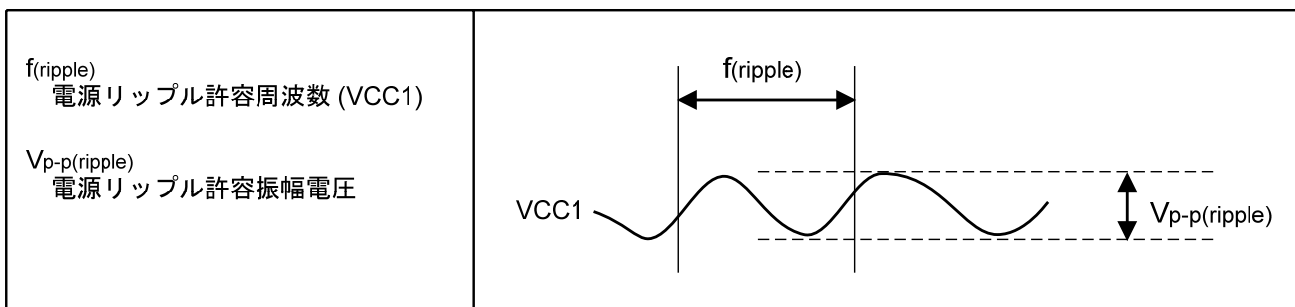 f(ripple)
電源リップル許容周波数 (VCC1)
Vp-p(ripple)
電源リップル許容振幅電圧
f(ripple)
VCC1
Vp-p(ripple)